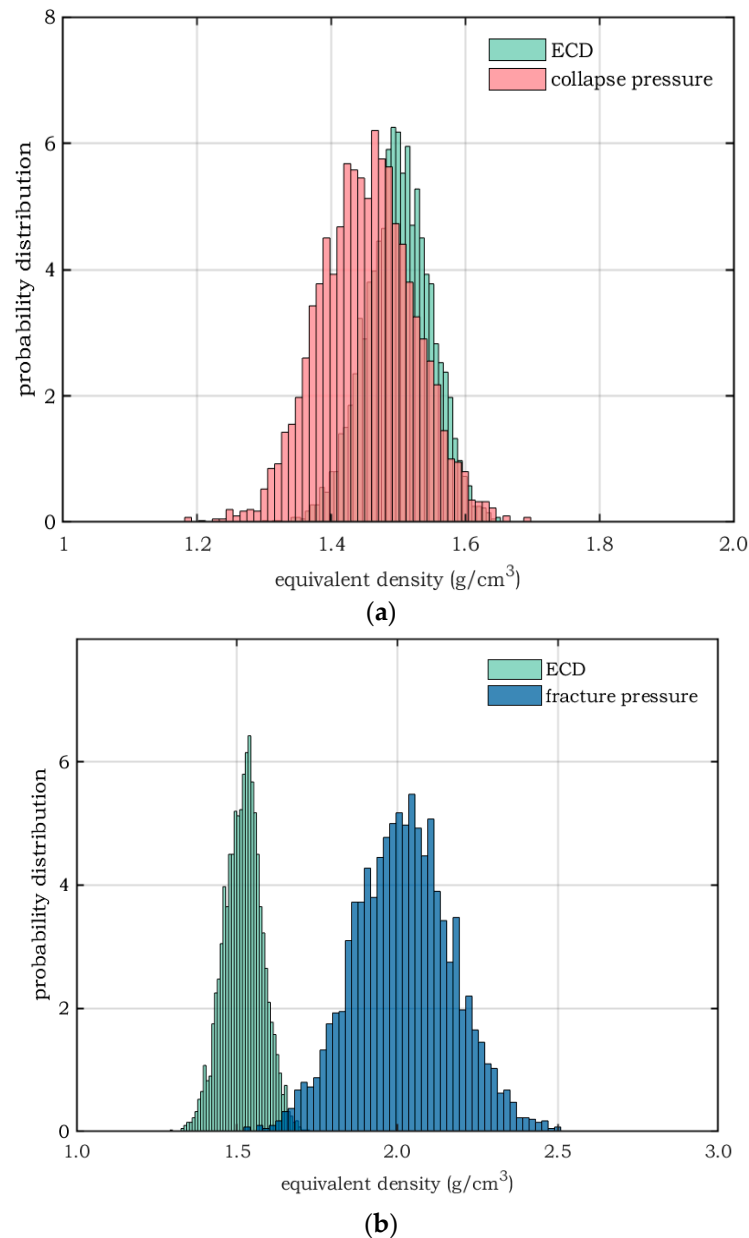 8
6
4
2
0
probability distribution
ECD
collapse pressure
1
1.2
1.4
1.6
1.8
2.0
equivalent density (g/cm³)
(a)
6
4
2
0
probability distribution
ECD
fracture pressure
1.0
1.5
2.0
2.5
3.0
equivalent density (g/cm³)
(b)